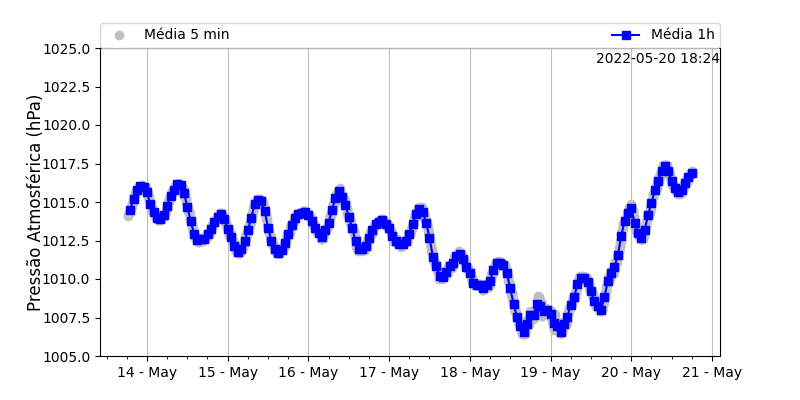 Média 5 min
Média 1h
2022-05-20 18:24
Pressão Atmosférica (hPa)
1025.0
1022.5
1020.0
1017.5
1015.0
1012.5
1010.0
1007.5
1005.0
14 - May
15 - May
16 - May
17 - May
18 - May
19 - May
20 - May
21 - May